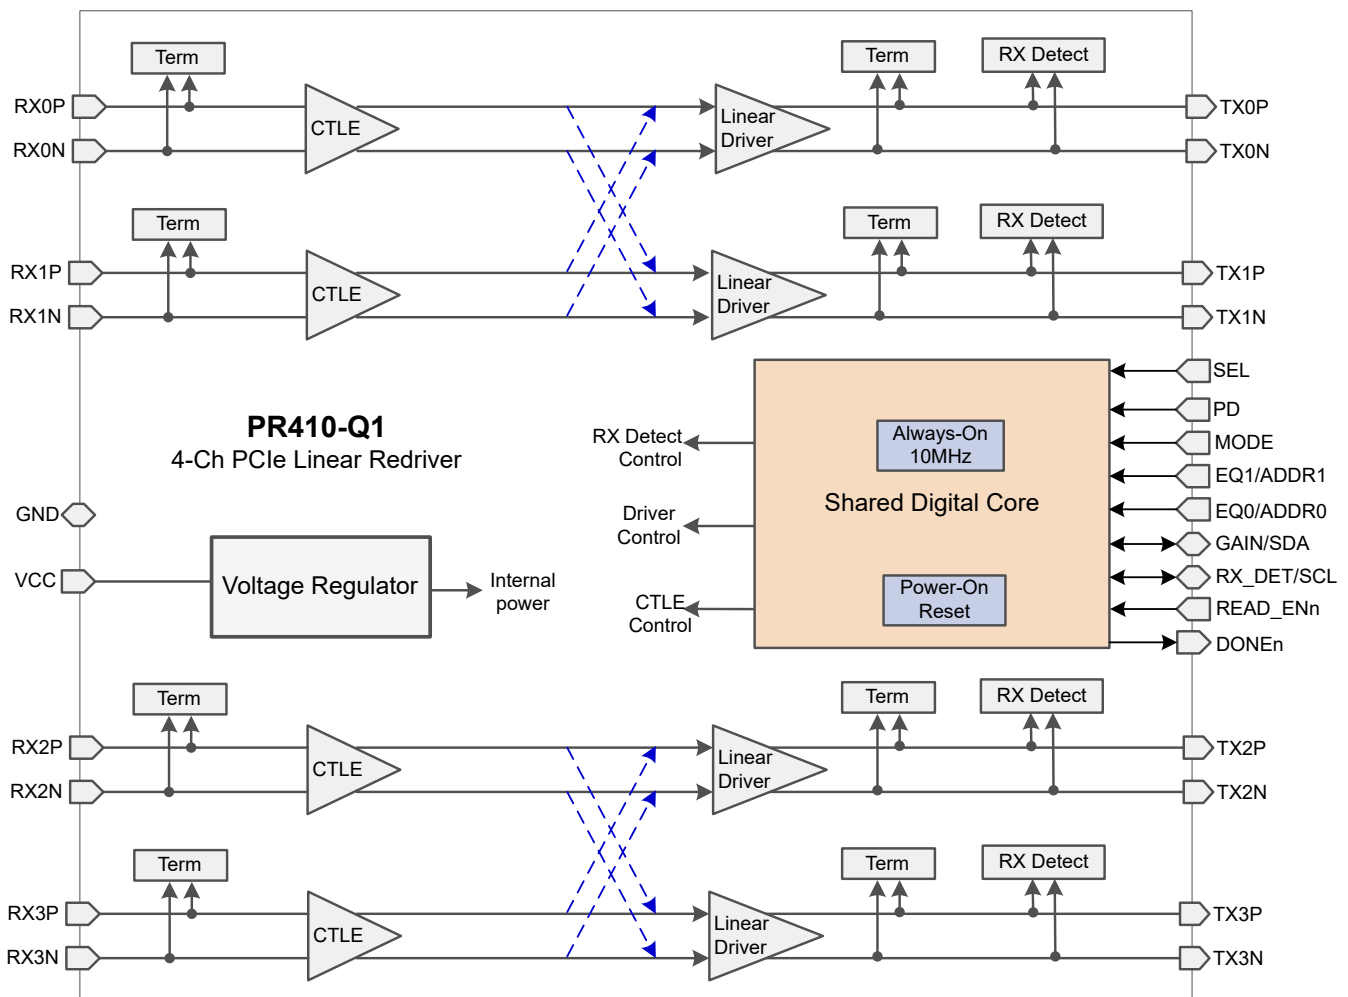 Term
Term
RX Detect
RX0P
CTLE
Linear
Driver
TX0P
RX0N
TX0N
Term
Term
RX Detect
RX1P
CTLE
Linear
Driver
TX1P
RX1N
TX1N
PR410-Q1
4-Ch PCIe Linear Redriver
GND
VCC
Voltage Regulator
Internal
power
RX Detect
Control
Driver
Control
CTLE
Control
Always-On
10MHz
Shared Digital Core
Power-On
Reset
SEL
PD
MODE
EQ1/ADDR1
EQ0/ADDR0
GAIN/SDA
RX_DET/SCL
READ_ENn
DONEn
Term
Term
RX Detect
RX2P
CTLE
Linear
Driver
TX2P
RX2N
TX2N
Term
Term
RX Detect
RX3P
CTLE
Linear
Driver
TX3P
RX3N
TX3N